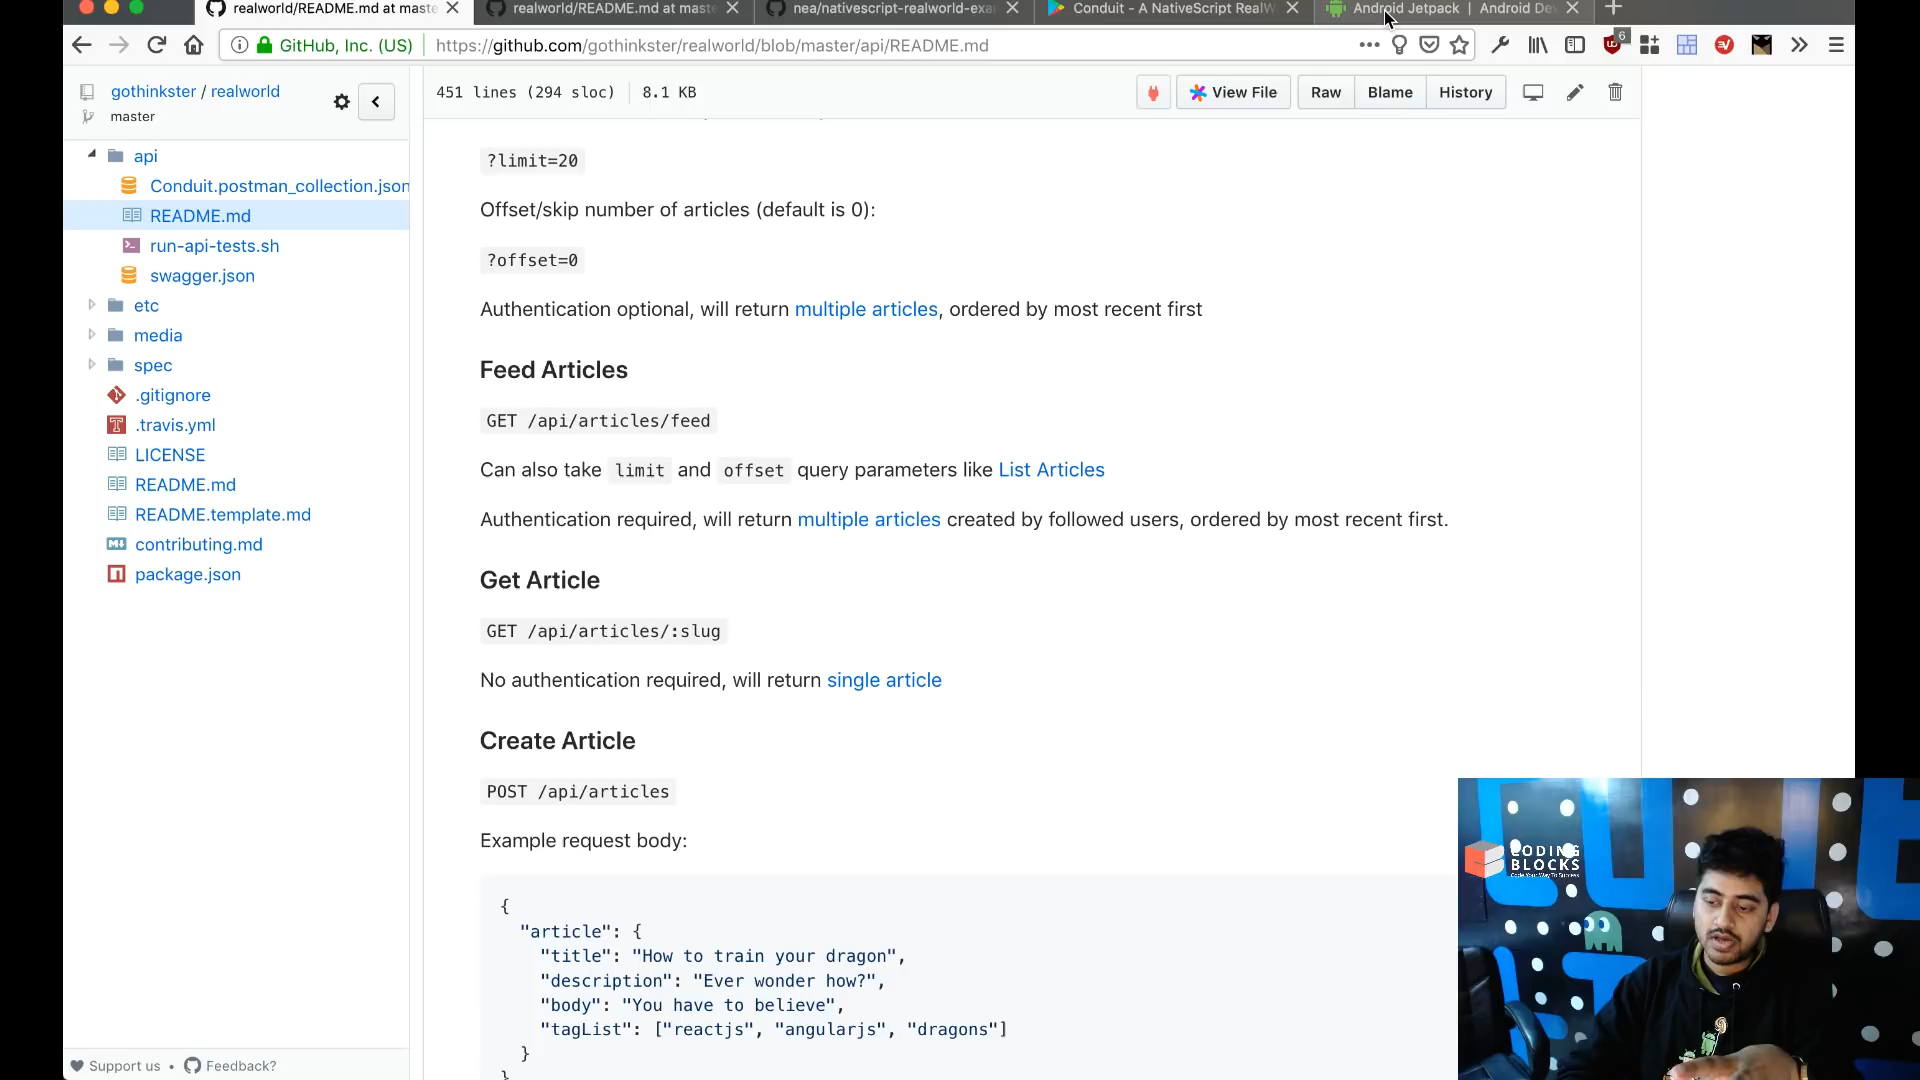 realworld/README.md at maste
realworld/README.md at maste
nea/nativescript-realworld-exa
Conduit - A NativeScript RealW
Android Jetpack | Android De
GitHub, Inc. (US)
https://github.com/gothinkster/realworld/blob/master/api/README.md
6
gothinkster / realworld
master
451 lines (294 sloc)
8.1 KB
View File
Raw
Blame
History
api
Conduit.postman_collection.json
README.md
run-api-tests.sh
swagger.json
etc
media
spec
.gitignore
.travis.yml
LICENSE
README.md
README.template.md
contributing.md
package.json
Support us • Feedback?
?limit=20
Offset/skip number of articles (default is 0):
?offset=0
Authentication optional, will return multiple articles, ordered by most recent first
Feed Articles
GET /api/articles/feed
Can also take limit and offset query parameters like List Articles
Authentication required, will return multiple articles created by followed users, ordered by most recent first.
Get Article
GET /api/articles/:slug
No authentication required, will return single article
Create Article
POST /api/articles
Example request body:
{
"article": {
"title": "How to train your dragon",
"description": "Ever wonder how?",
"body": "You have to believe",
"tagList": ["reactjs", "angularjs", "dragons"]
}
}
CODING
BLOCKS
Code Your Way To Success